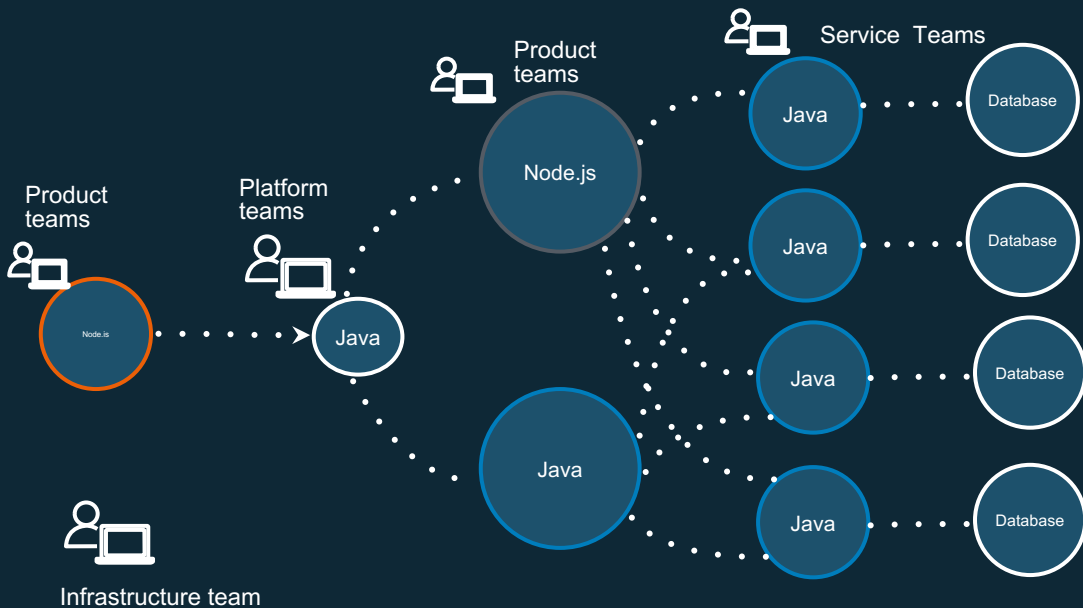 Product
teams
Node.is
Platform
teams
Java
Product
teams
Node.js
Java
Service Teams
Java
Database
Java
Database
Java
Database
Java
Database
Infrastructure team